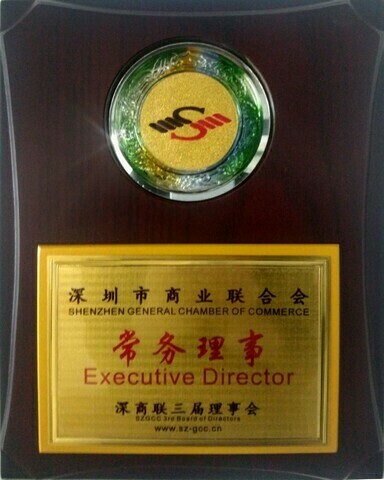 深圳市商业联合会
SHENZHEN GENERAL CHAMBER OF COMMERCE
常务理事
Executive Director
深商联三届理事会
SZGCC 3rd Board of Directors
www.sz-gcc.cn